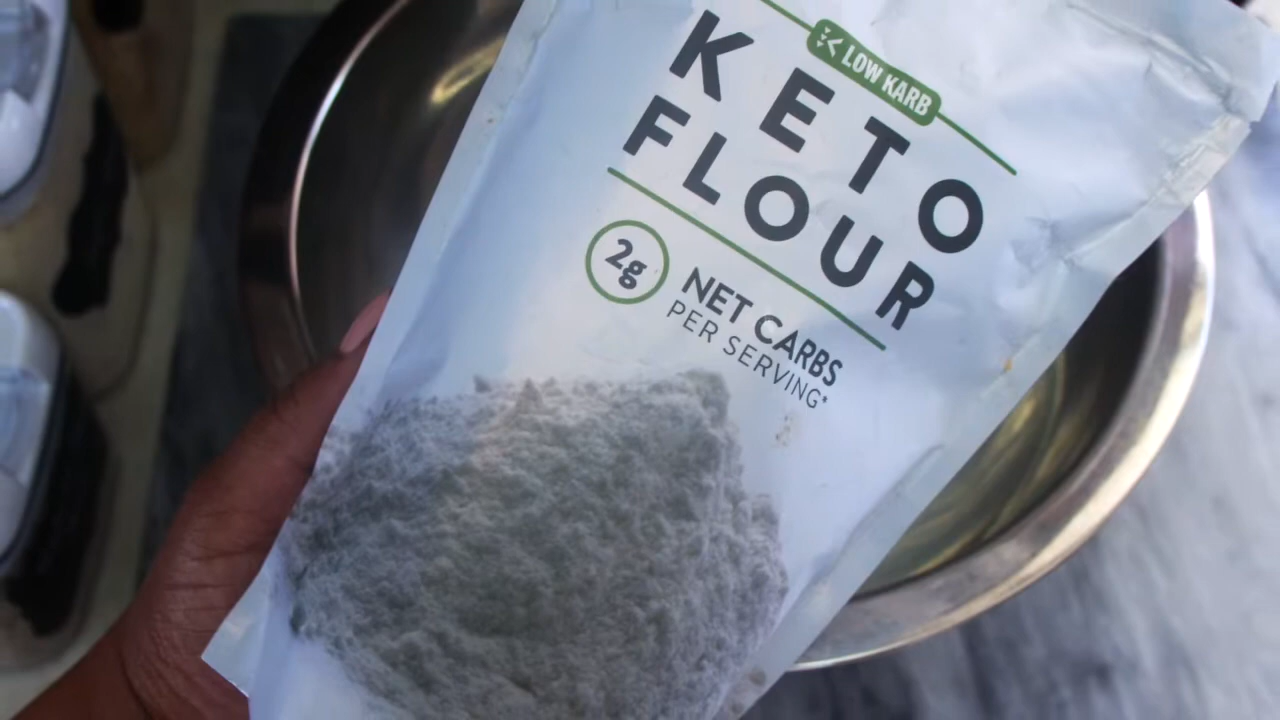 LOW KARB
KETO
FLOUR
2g
NET CARBS
PER SERVING*